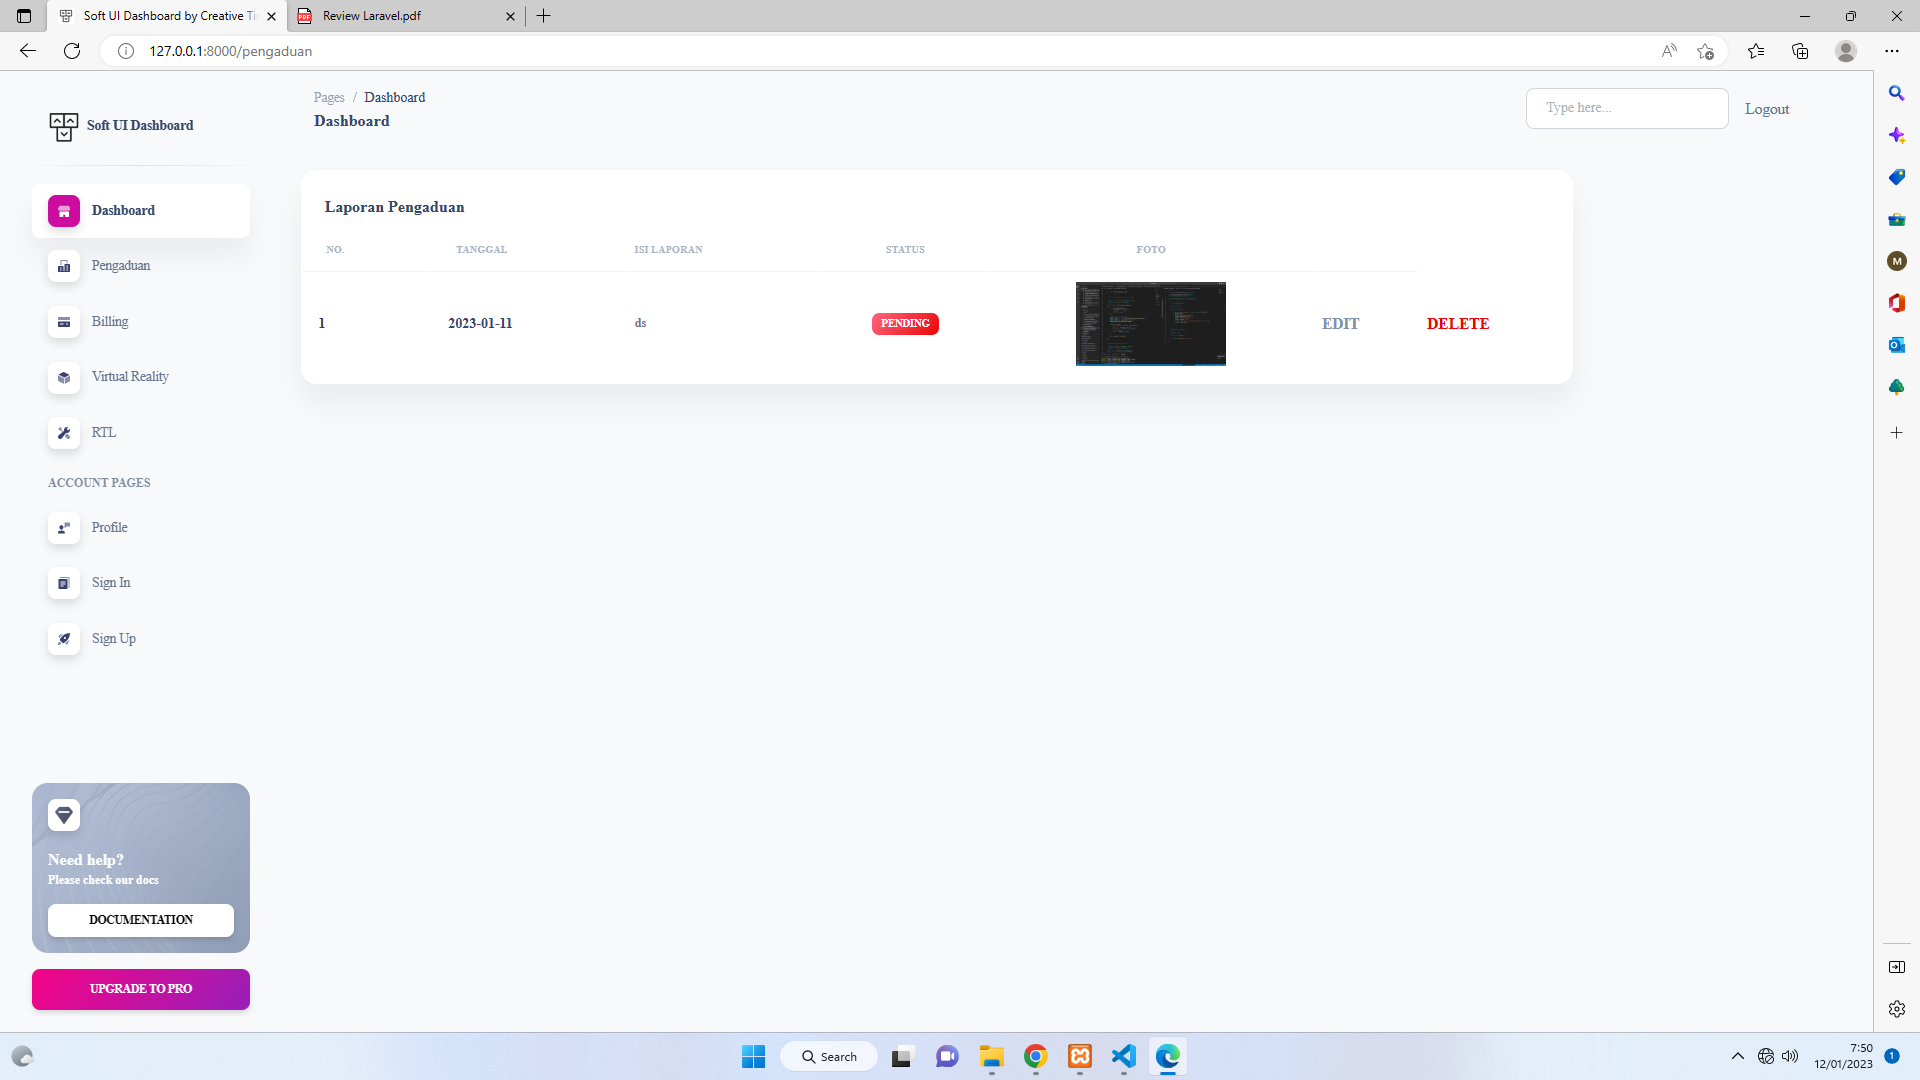 Soft UI Dashboard by Creative Ti
Review Laravel.pdf
127.0.0.1:8000/pengaduan
Pages / Dashboard
Dashboard
Type here...
Logout
Soft UI Dashboard
Dashboard
Pengaduan
Billing
Virtual Reality
RTL
ACCOUNT PAGES
Profile
Sign In
Sign Up
Laporan Pengaduan
NO. TANGGAL ISI LAPORAN STATUS FOTO
1 2023-01-11 ds PENDING EDIT DELETE
Need help?
Please check our docs
DOCUMENTATION
UPGRADE TO PRO
M
Search
7:50
12/01/2023
1